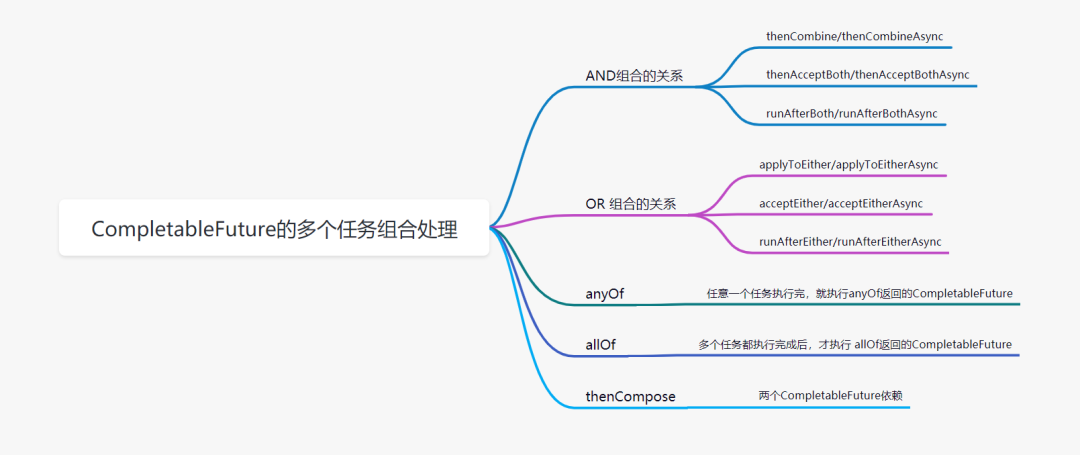 CompletableFuture的多个任务组合处理
AND组合的关系
thenCombine/thenCombineAsync
thenAcceptBoth/thenAcceptBothAsync
runAfterBoth/runAfterBothAsync
OR 组合的关系
applyToEither/applyToEitherAsync
acceptEither/acceptEitherAsync
runAfterEither/runAfterEitherAsync
anyOf
任意一个任务执行完，就执行anyOf返回的CompletableFuture
allOf
多个任务都执行完成后，才执行 allOf返回的CompletableFuture
thenCompose
两个CompletableFuture依赖